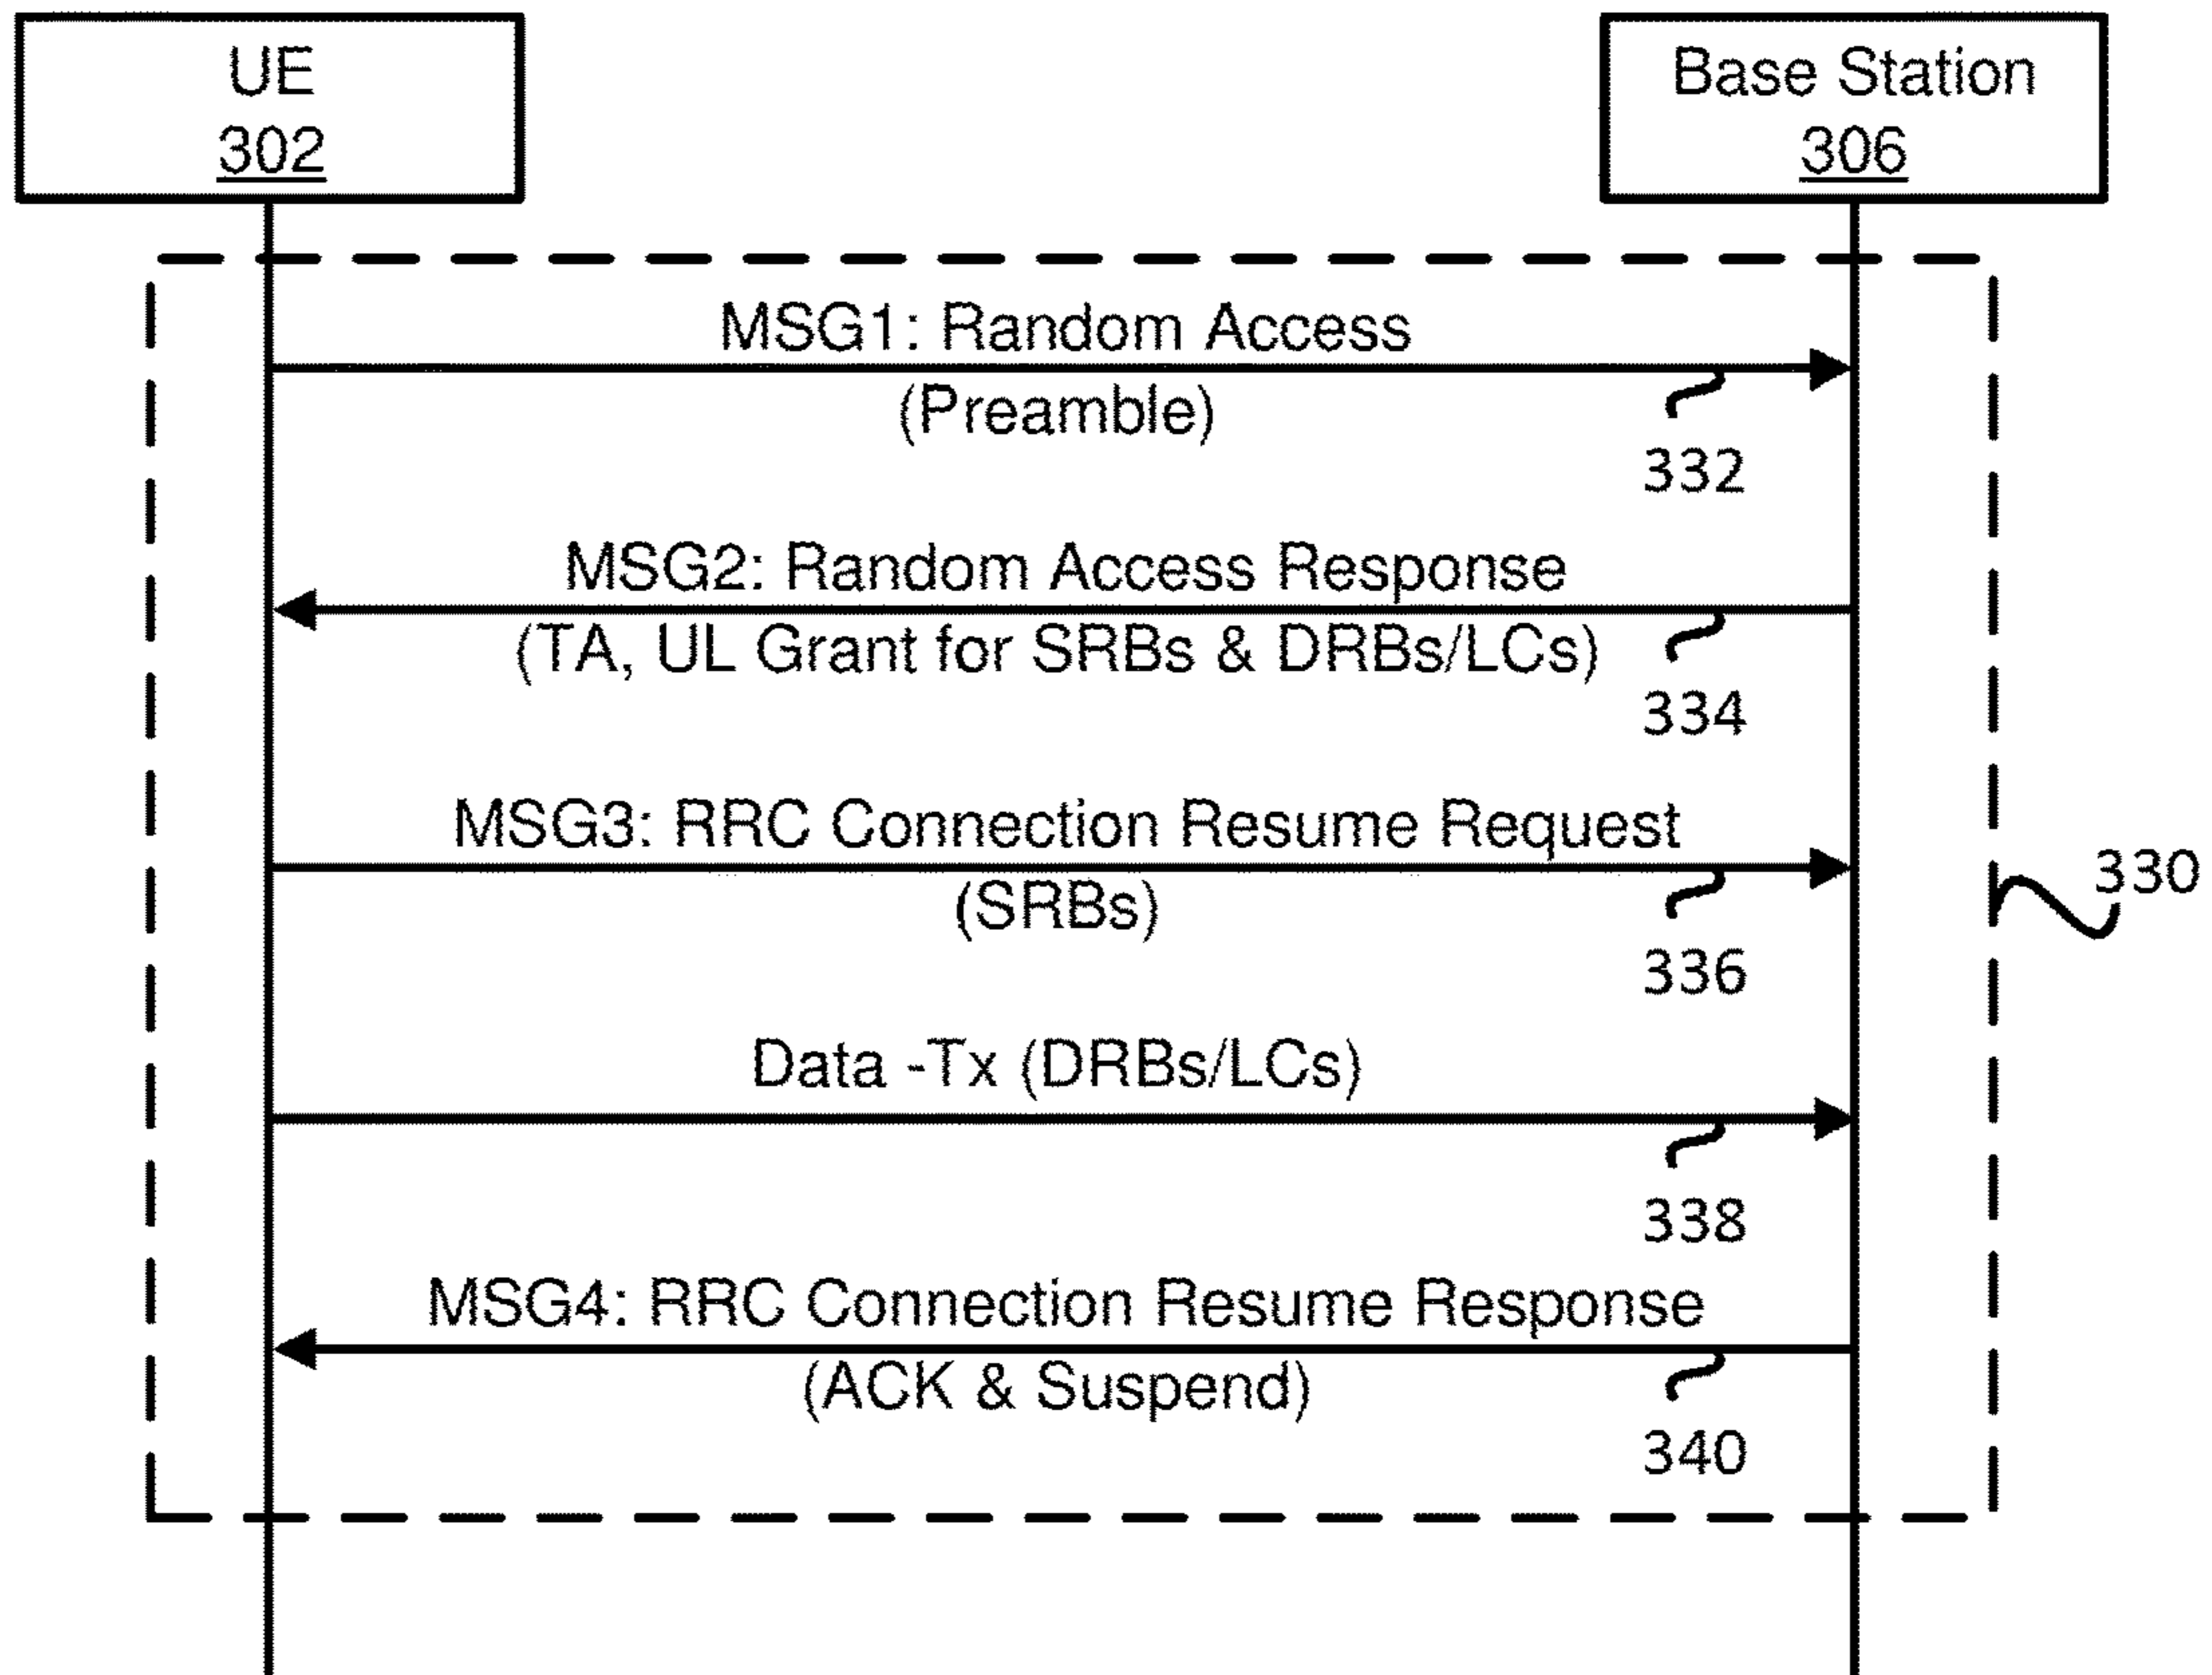 UE
302
Base Station
306
MSG1: Random Access
(Preamble)
332
MSG2: Random Access Response
(TA, UL Grant for SRBs & DRBs/LCs)
334
MSG3: RRC Connection Resume Request
(SRBs)
336
330
Data -Tx (DRBs/LCs)
338
MSG4: RRC Connection Resume Response
(ACK & Suspend)
340